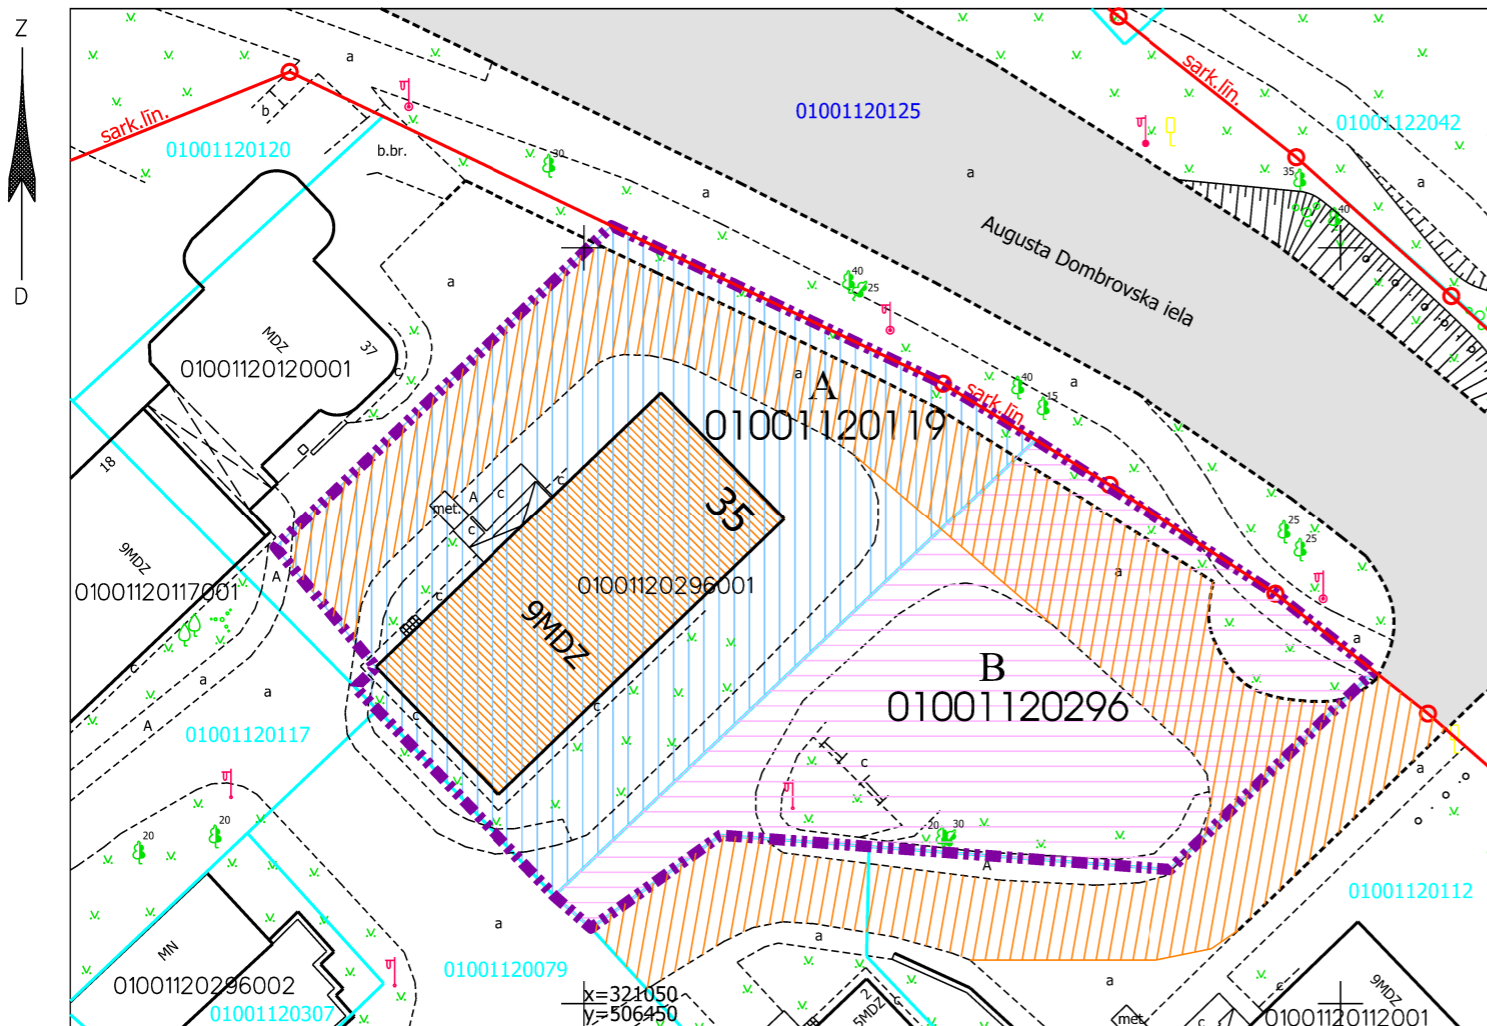 Z
D
a
b
sark.līn.
01001120120
b.br.
30
01001120125
a
a
Augusta Dombrovska iela
sark.līn.
01001122042
a
35
40
a
MDZ
37
01001120120001
c
40
25
a
A
01001120119
sark.līn.
40
15
a
18
9MDZ
01001120117001
A
c
a
a
A
01001120117
met.
A
c
c
c
c
35
01001120296001
9MDZ
c
c
a
25
25
a
B
01001120296
c
20
30
A
a
01001120112
20
20
MN
01001120296002
01001120307
a
01001120079
x=321050
y=506450
a
2
5MDZ
c
a
met.
c
c
9MDZ
01001120112001